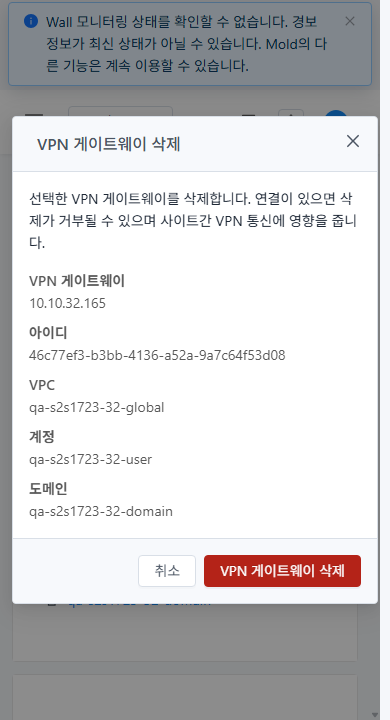 Wall 모니터링 상태를 확인할 수 없습니다. 경보
정보가 최신 상태가 아닐 수 있습니다. Mold의 다
른 기능은 계속 이용할 수 있습니다.
VPN 게이트웨이 삭제
선택한 VPN 게이트웨이를 삭제합니다. 연결이 있으면 삭
제가 거부될 수 있으며 사이트간 VPN 통신에 영향을 줍니
다.
VPN 게이트웨이
10.10.32.165
아이디
46c77ef3-b3bb-4136-a52a-9a7c64f53d08
VPC
qa-s2s1723-32-global
계정
qa-s2s1723-32-user
도메인
qa-s2s1723-32-domain
취소
VPN 게이트웨이 삭제